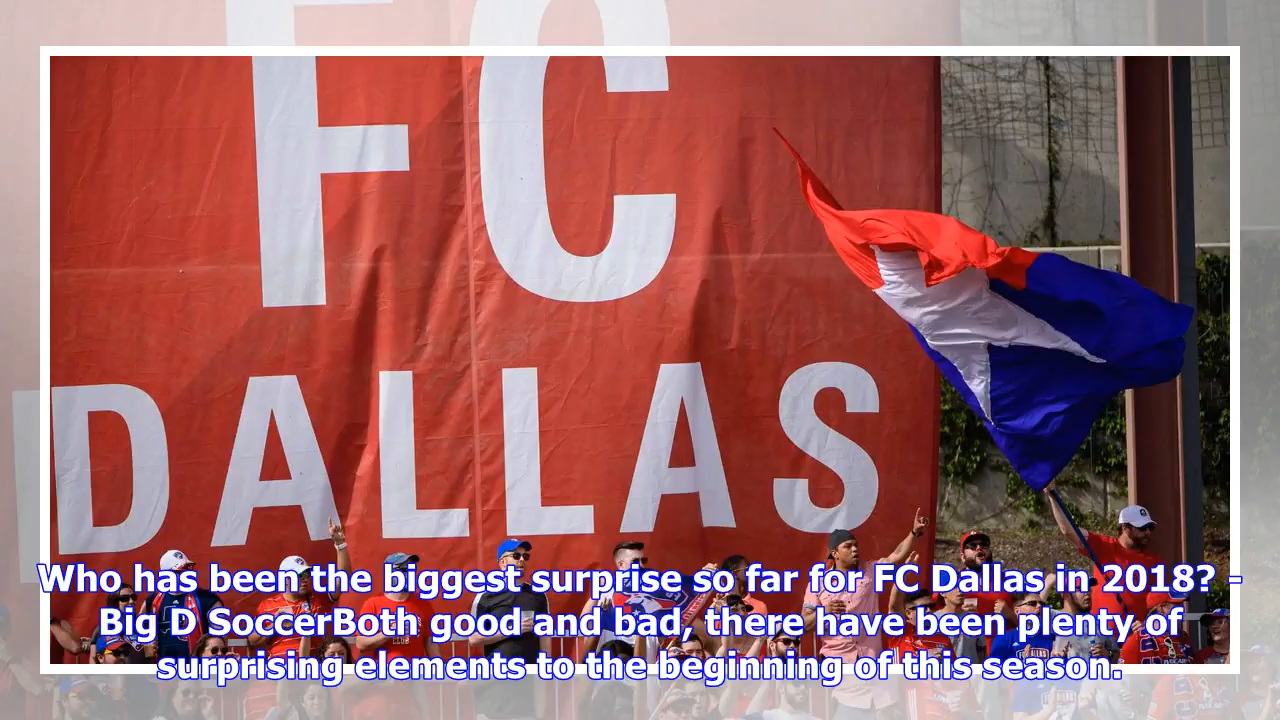 FC
DALLAS
Who has been the biggest surprise so far for FC Dallas in 2018? -
Big D SoccerBoth good and bad, there have been plenty of
surprising elements to the beginning of this season.